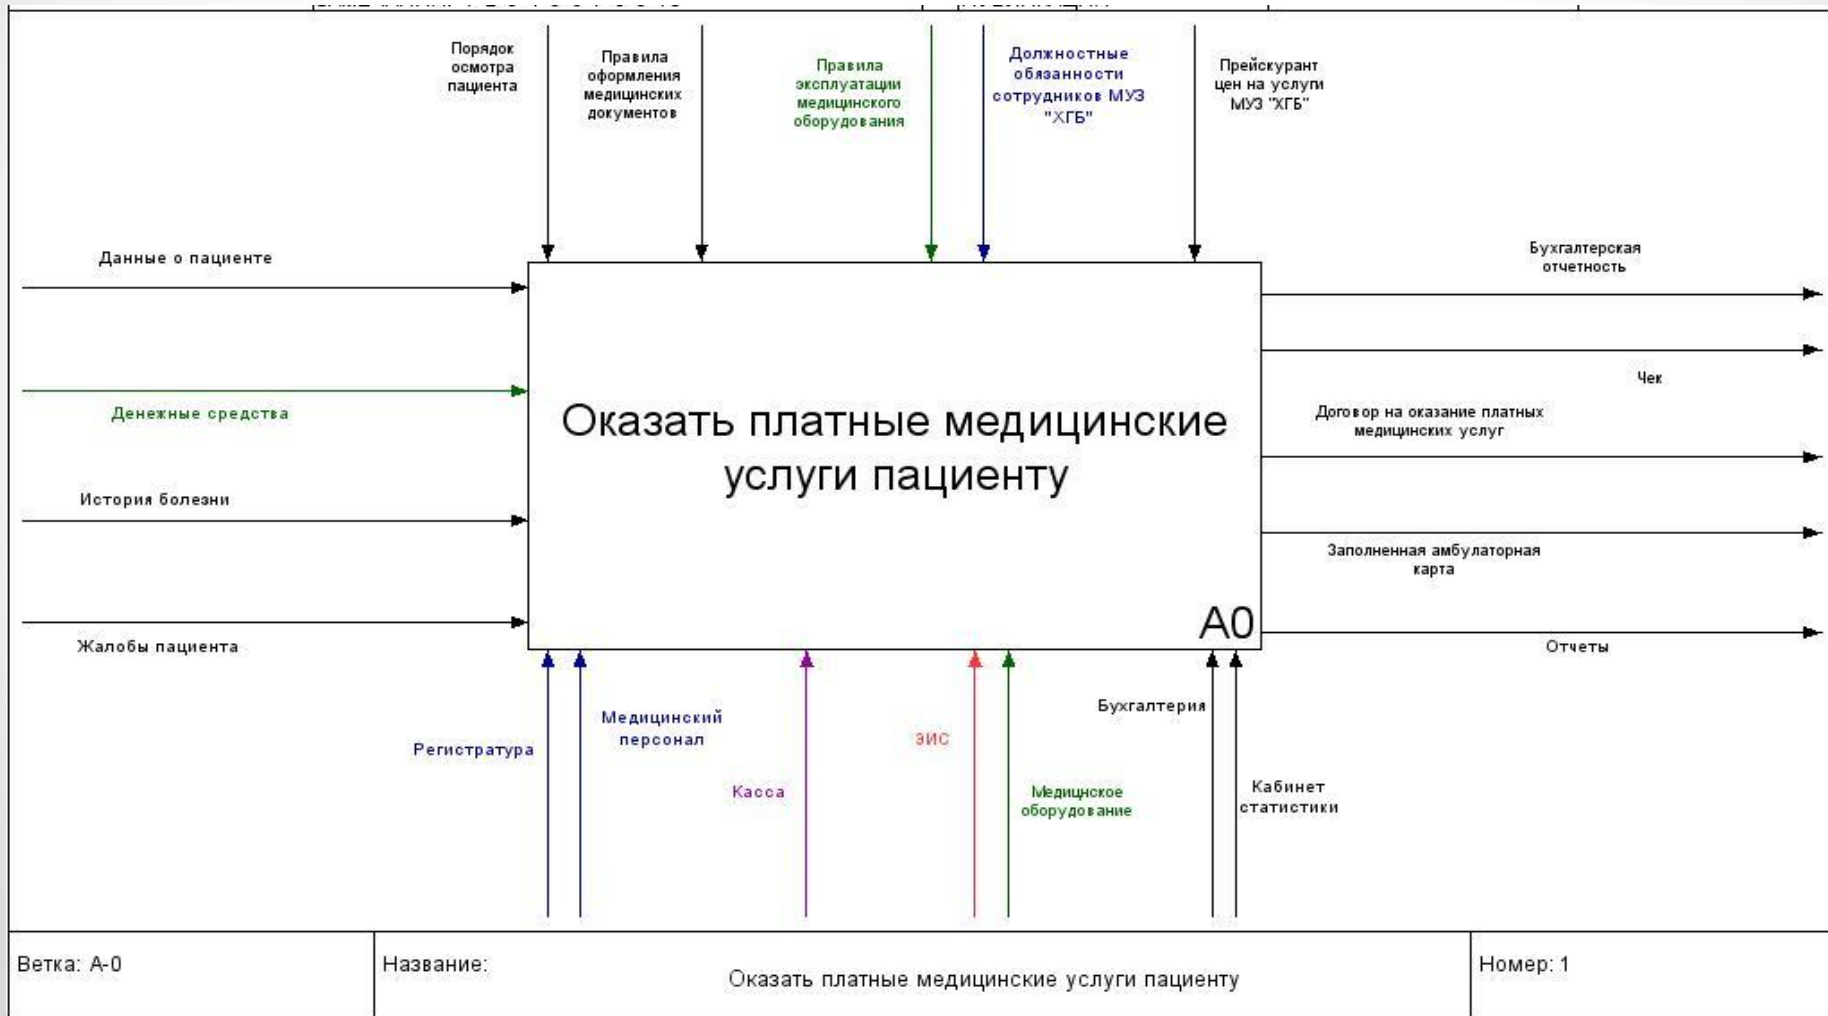 Порядок
осмотра
пациента
Правила
оформления
медицинских
документов
Правила
эксплуатации
медицинского
оборудования
Должностные
обязанности
сотрудников МУЗ
"ХГБ"
Прейскурант
цен на услуги
МУЗ "ХГБ"
Данные о пациенте
Денежные средства
История болезни
Жалобы пациента
Оказать платные медицинские
услуги пациенту
A0
Бухгалтерская
отчетность
Чек
Договор на оказание платных
медицинских услуг
Заполненная амбулаторная
карта
Отчеты
Регистратура
Медицинский
персонал
Касса
ЭИС
Медицнское
оборудование
Бухгалтерия
Кабинет
статистики
Ветка: A-0
Название:
Оказать платные медицинские услуги пациенту
Номер: 1